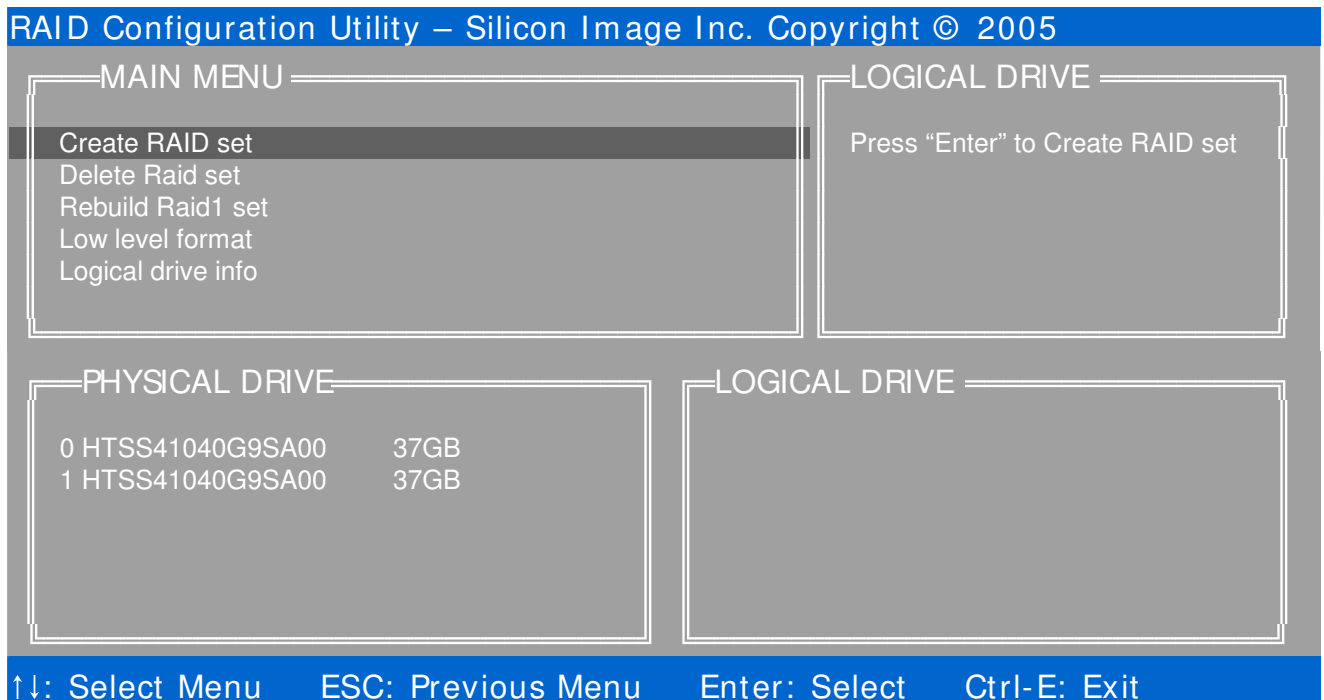 RAID Configuration Utility – Silicon Image Inc. Copyright © 2005
MAIN MENU
Create RAID set
Delete Raid set
Rebuild Raid1 set
Low level format
Logical drive info
LOGICAL DRIVE
Press “Enter” to Create RAID set
PHYSICAL DRIVE
0 HTSS41040G9SA00 37GB
1 HTSS41040G9SA00 37GB
LOGICAL DRIVE
↑↓: Select Menu ESC: Previous Menu Enter: Select Ctrl-E: Exit